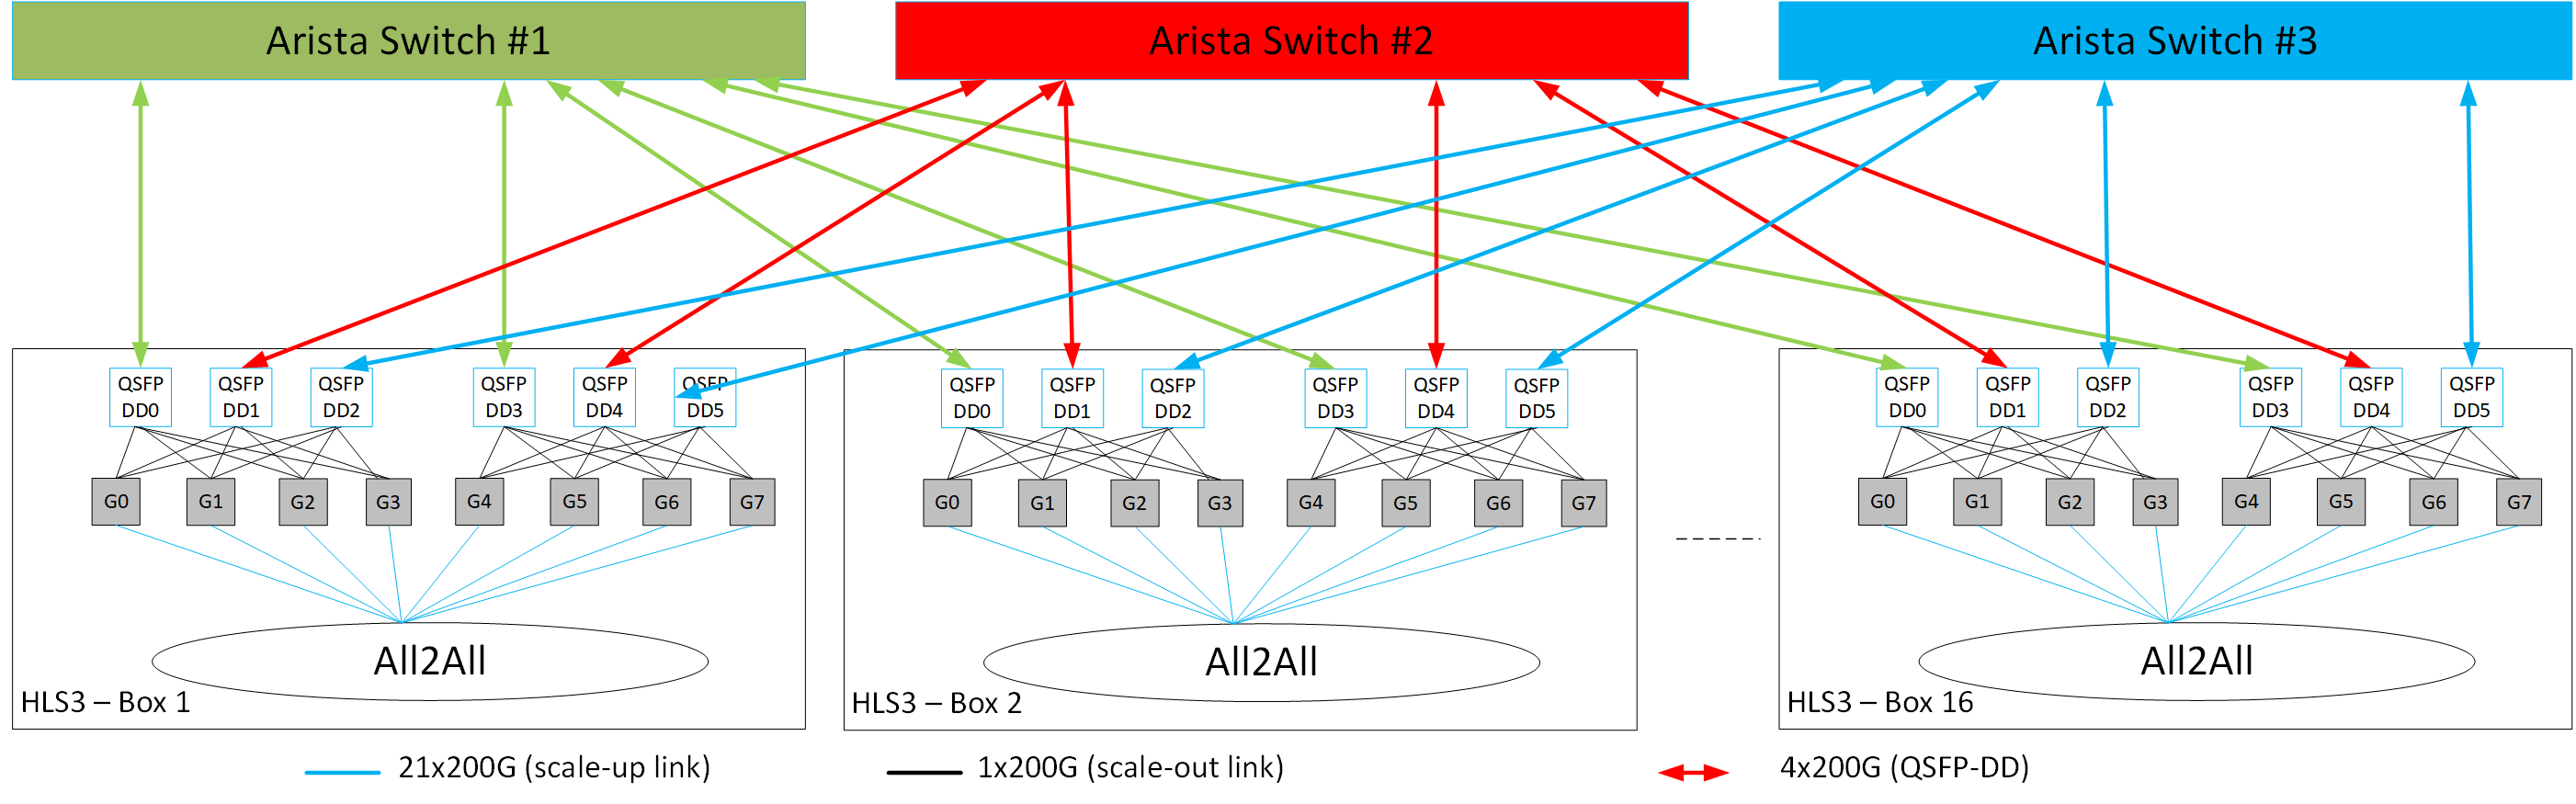 Arista Switch #1
Arista Switch #2
Arista Switch #3
QSFP
DD0
QSFP
DD1
QSFP
DD2
QSFP
DD3
QSFP
DD4
QSFP
DD5
G0
G1
G2
G3
G4
G5
G6
G7
All2All
HLS3 – Box 1
QSFP
DD0
QSFP
DD1
QSFP
DD2
QSFP
DD3
QSFP
DD4
QSFP
DD5
G0
G1
G2
G3
G4
G5
G6
G7
All2All
HLS3 – Box 2
QSFP
DD0
QSFP
DD1
QSFP
DD2
QSFP
DD3
QSFP
DD4
QSFP
DD5
G0
G1
G2
G3
G4
G5
G6
G7
All2All
HLS3 – Box 16
21x200G (scale-up link)
1x200G (scale-out link)
4x200G (QSFP-DD)